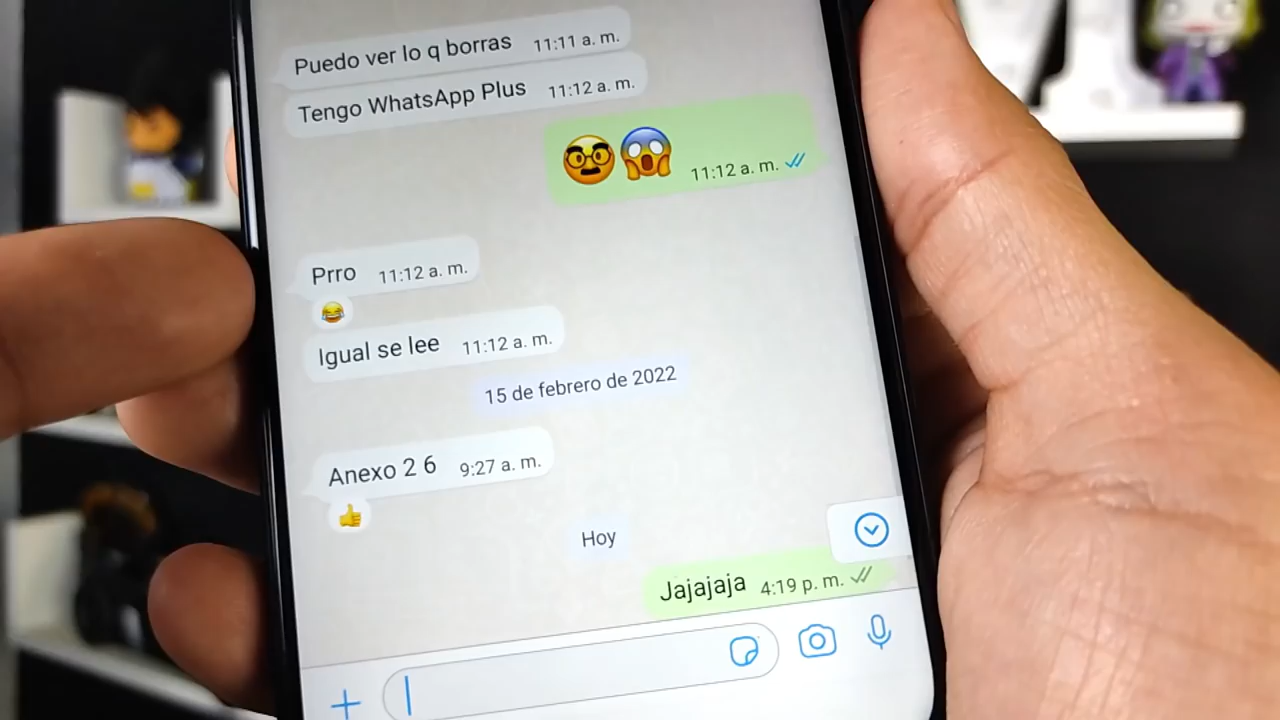 Puedo ver lo q borras 11:11 a. m.
Tengo WhatsApp Plus 11:12 a. m.
🥸😱 11:12 a. m.
Prro 11:12 a. m.
😂
Igual se lee 11:12 a. m.
15 de febrero de 2022
Anexo 2 6 9:27 a. m.
👍
Hoy
Jajajaja 4:19 p. m.